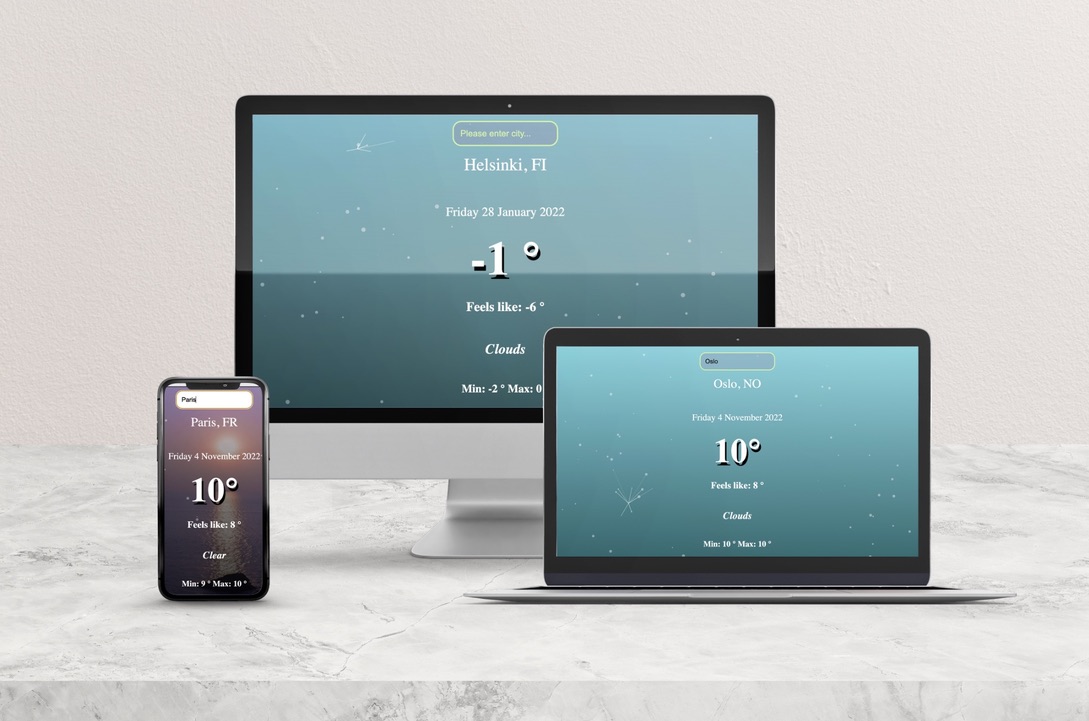 Please enter city...
Helsinki, FI
Friday 28 January 2022
-1 °
Feels like: -6 °
Clouds
Min: -2 ° Max: 0
Paris
Paris, FR
Friday 4 November 2022
10°
Feels like: 8 °
Clear
Min: 9 ° Max: 10 °
Oslo
Oslo, NO
Friday 4 November 2022
10°
Feels like: 8 °
Clouds
Min: 10 ° Max: 10 °